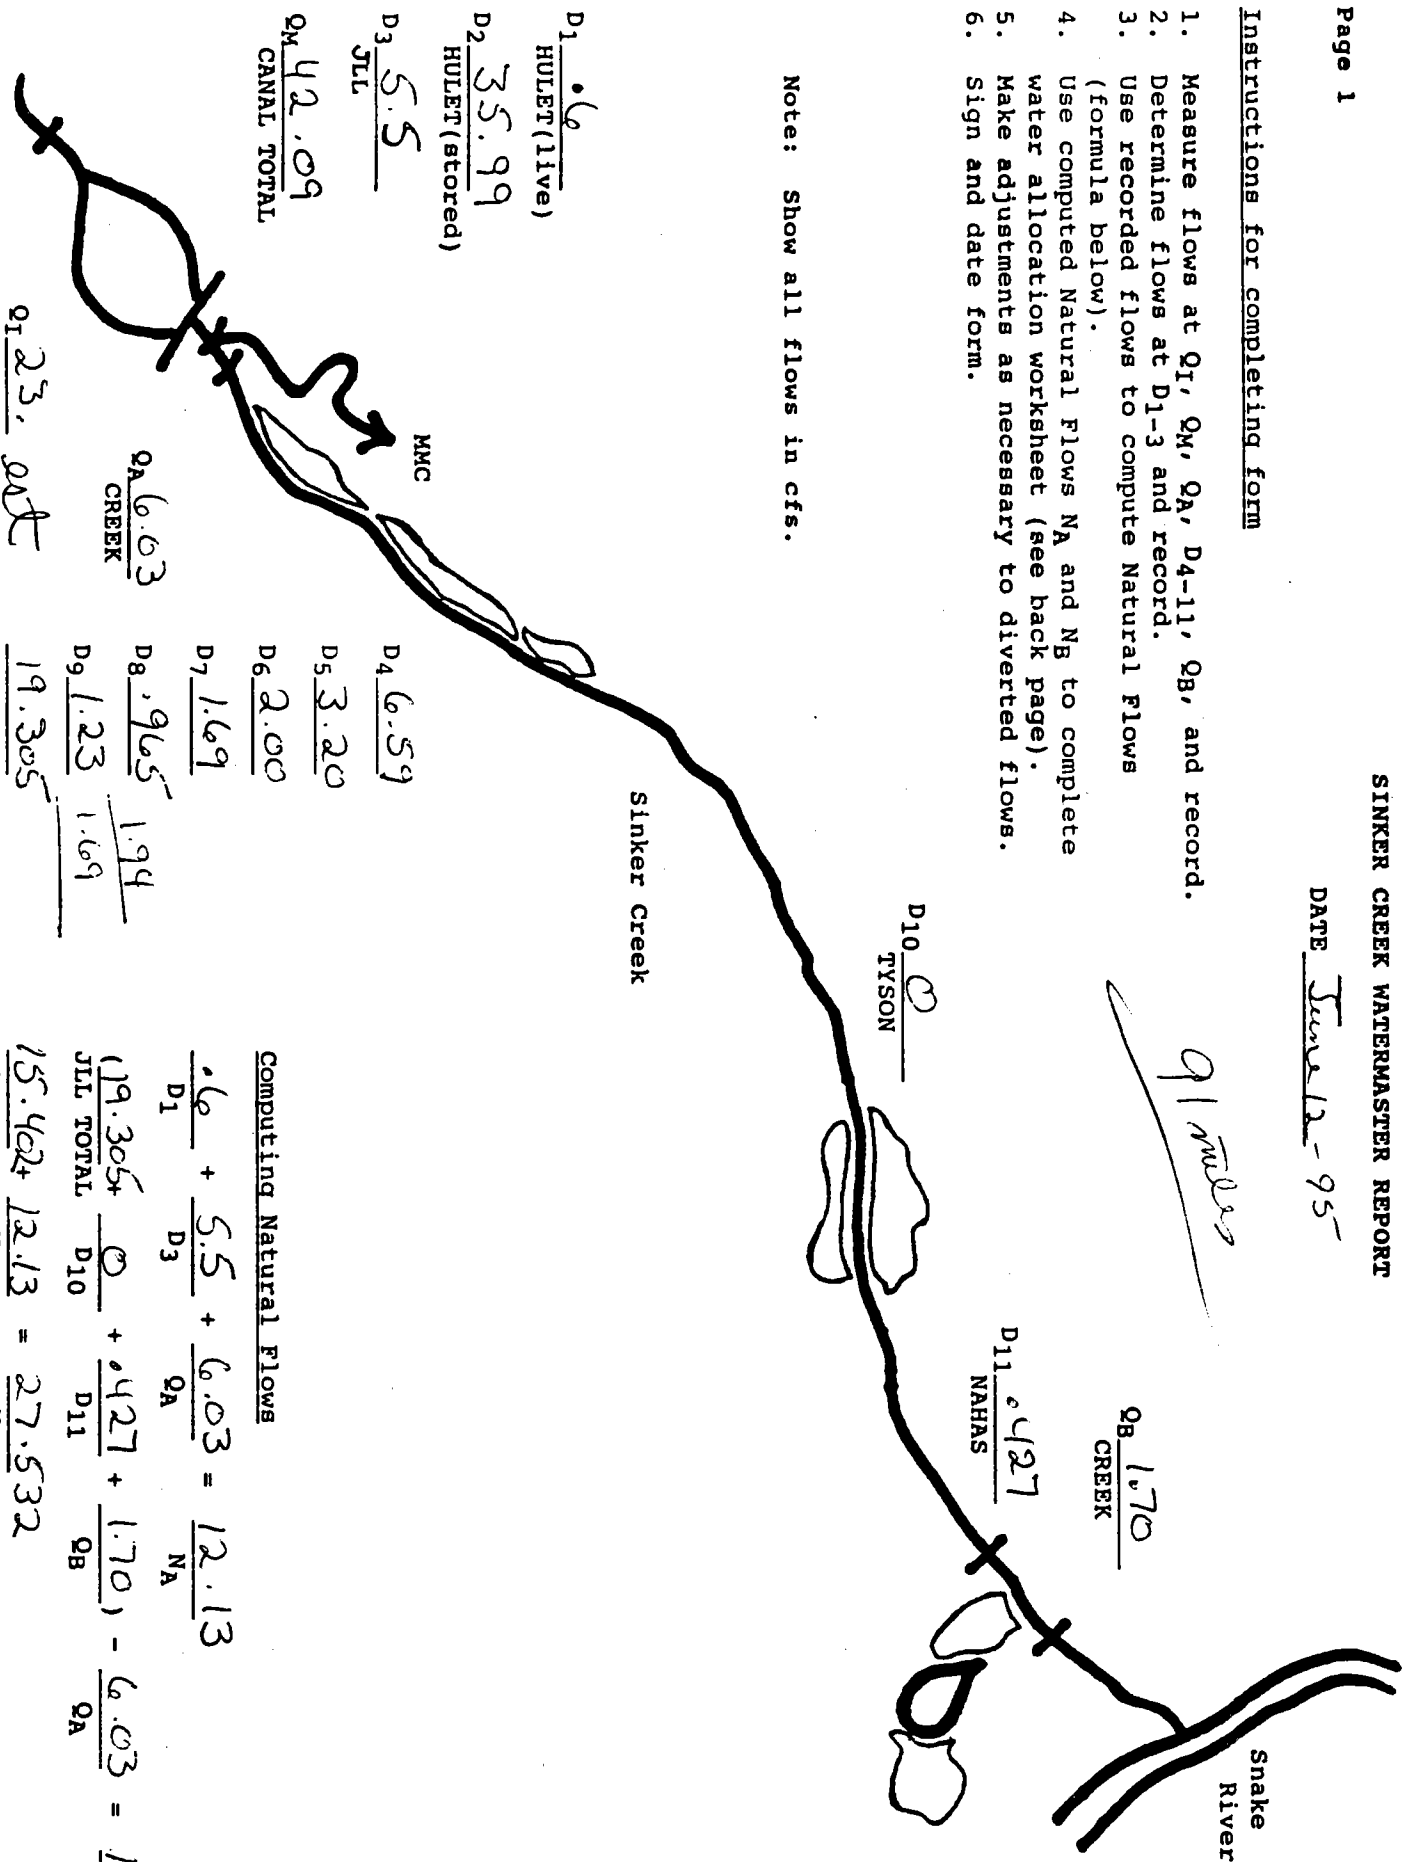 Page 1
SINKER CREEK WATERMASTER REPORT
DATE June 12-95
Instructions for completing form
1. Measure flows at QI, QM, QA, D4-11, QB, and record.
2. Determine flows at D1-3 and record.
3. Use recorded flows to compute Natural Flows
(formula below).
4. Use computed Natural Flows NA and NB to complete
water allocation worksheet (see back page).
5. Make adjustments as necessary to diverted flows.
6. Sign and date form.
91 miles
Note: Show all flows in cfs.
Snake
River
QB 1.70
CREEK
D11 .427
NAHAS
D10 0
TYSON
Sinker Creek
D1 .6
HULET(live)
D2 35.99
HULET(stored)
D3 5.5
JLL
QM 42.09
CANAL TOTAL
MMC
QA 6.03
CREEK
QI 23. est
D4 6.59
D5 3.20
D6 2.00
D7 1.69
D8 .965 1.94
D9 1.23 1.69
19.305
Computing Natural Flows
.6 + 5.5 + 6.03 = 12.13
D1 D3 QA NA
(19.305+ 0 + .427 + 1.70) - 6.03 = 1
JLL TOTAL D10 D11 QB QA
15.402+ 12.13 = 27.532